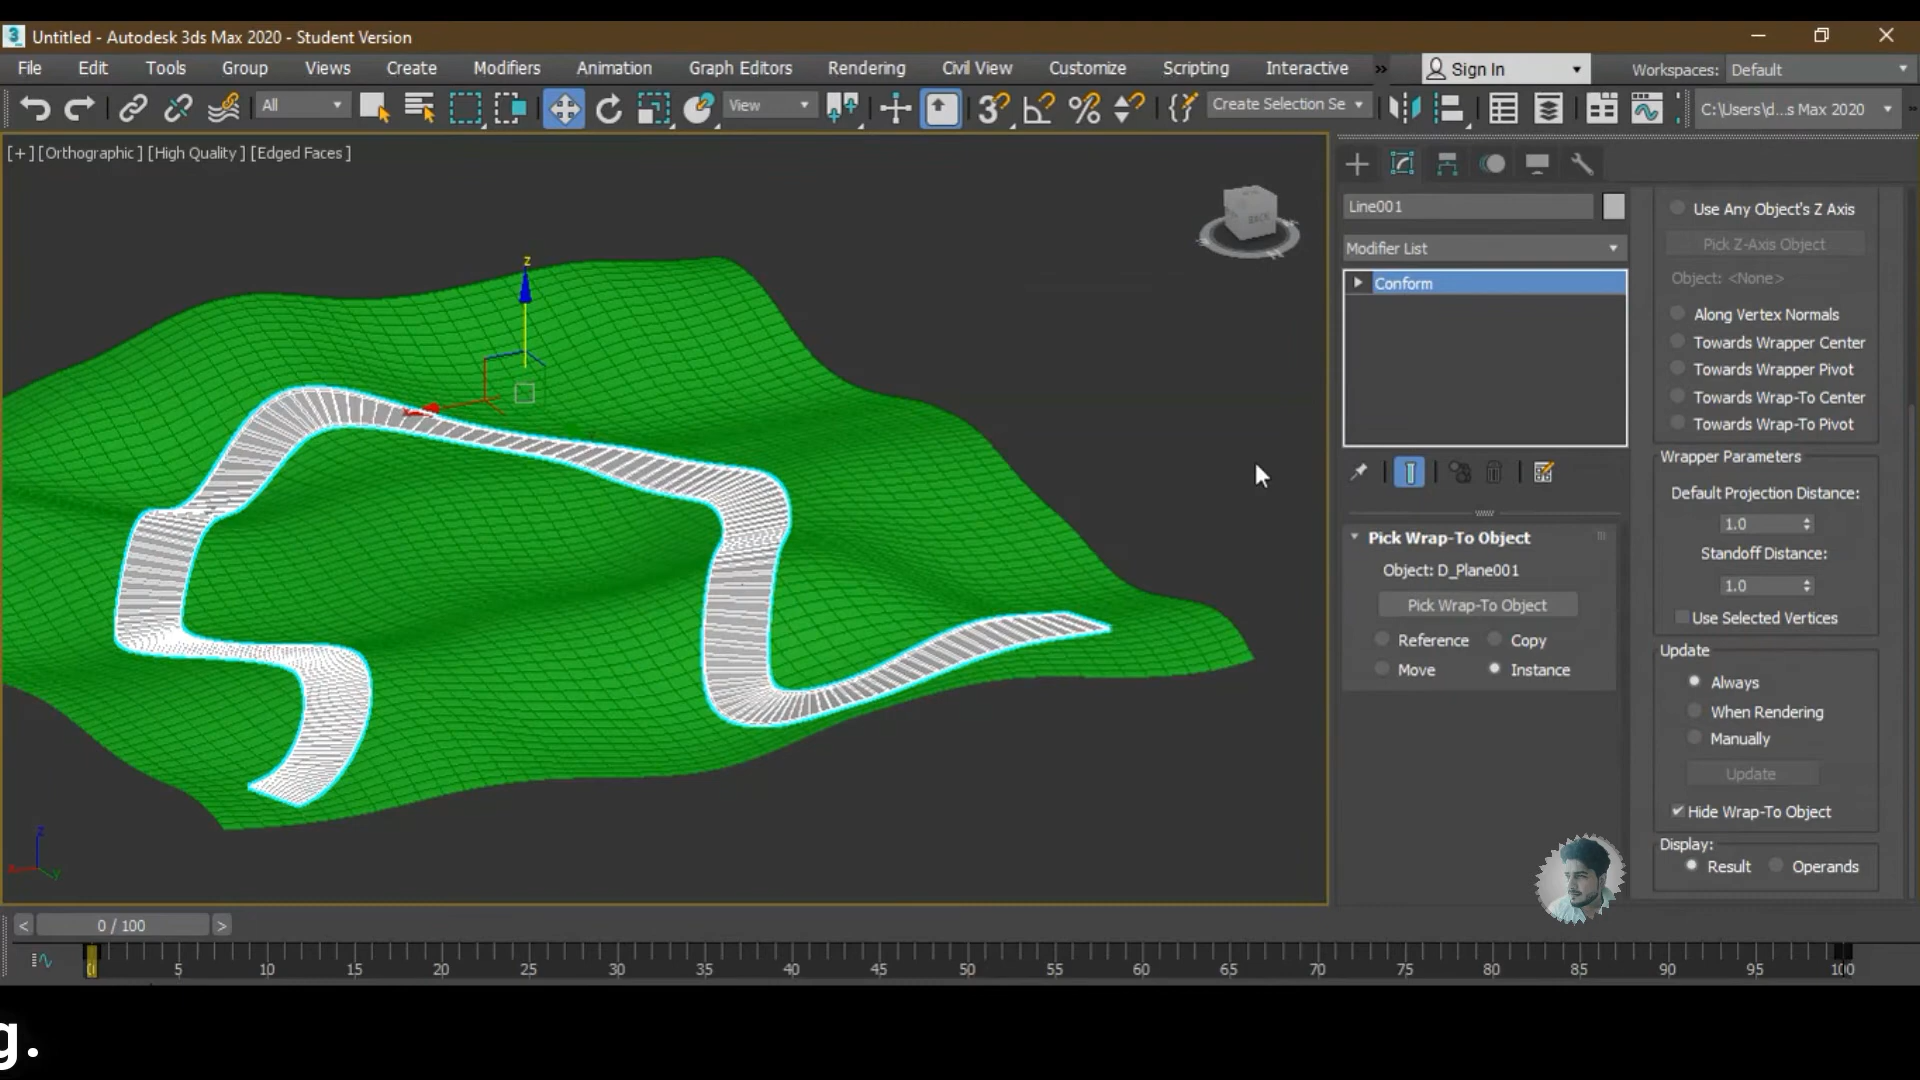 Untitled - Autodesk 3ds Max 2020 - Student Version
File Edit Tools Group Views Create Modifiers Animation Graph Editors Rendering Civil View Customize Scripting Interactive » Sign In Workspaces: Default
All View Create Selection Se C:\Users\d...s Max 2020 »
[+] [Orthographic] [High Quality] [Edged Faces]
BACK
z
x
z
x
y
Line001
Modifier List
Conform
Pick Wrap-To Object
Object: D_Plane001
Pick Wrap-To Object
Reference Copy
Move Instance
Use Any Object's Z Axis
Pick Z-Axis Object
Object: <None>
Along Vertex Normals
Towards Wrapper Center
Towards Wrapper Pivot
Towards Wrap-To Center
Towards Wrap-To Pivot
Wrapper Parameters
Default Projection Distance:
1.0
Standoff Distance:
1.0
Use Selected Vertices
Update
Always
When Rendering
Manually
Update
Hide Wrap-To Object
Display:
Result Operands
< 0 / 100 >
5 10 15 20 25 30 35 40 45 50 55 60 65 70 75 80 85 90 95 100
g.